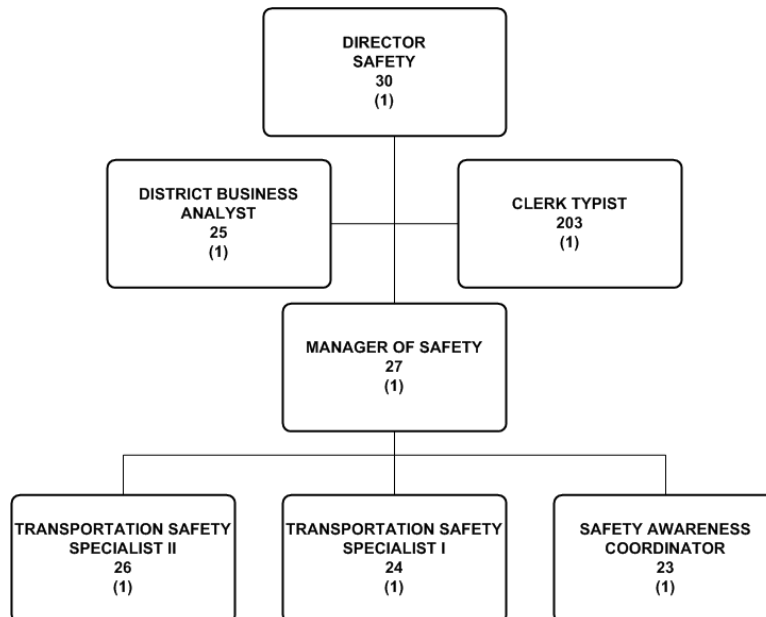 DIRECTOR
SAFETY
30
(1)
DISTRICT BUSINESS
ANALYST
25
(1)
CLERK TYPIST
203
(1)
MANAGER OF SAFETY
27
(1)
TRANSPORTATION SAFETY
SPECIALIST II
26
(1)
TRANSPORTATION SAFETY
SPECIALIST I
24
(1)
SAFETY AWARENESS
COORDINATOR
23
(1)